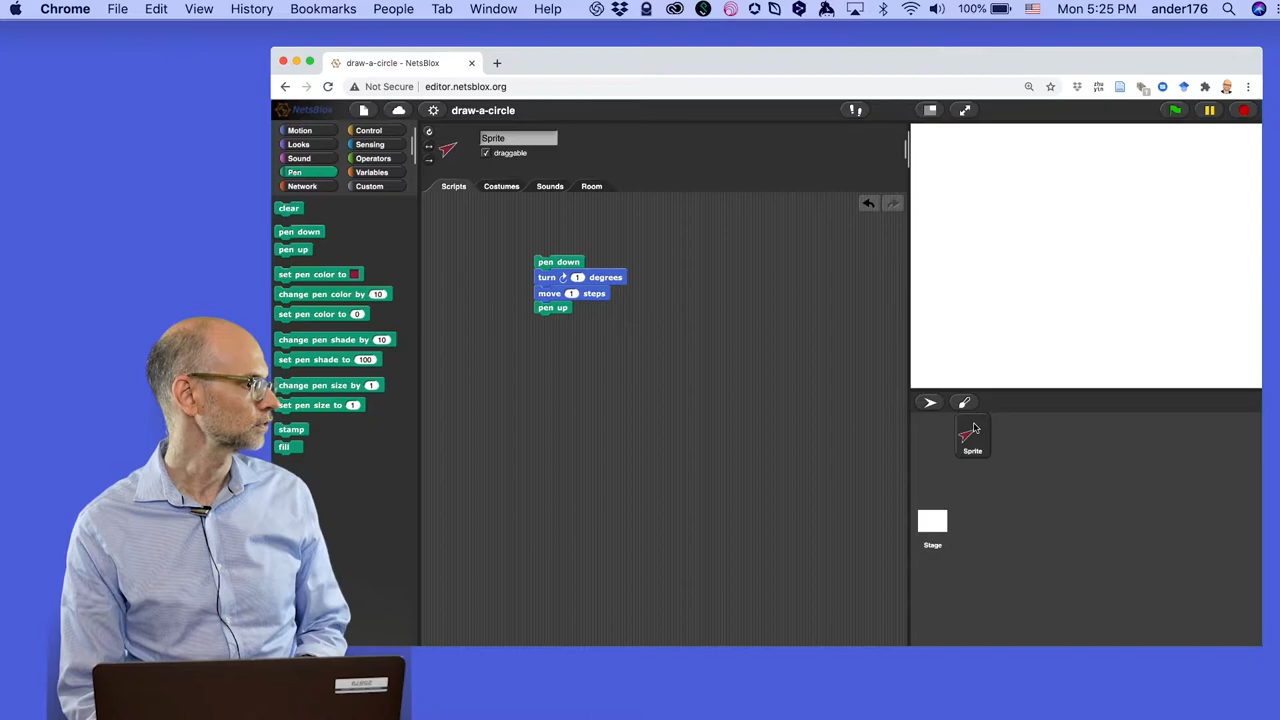 Chrome File Edit View History Bookmarks People Tab Window Help 100% Mon 5:25 PM ander176
draw-a-circle - NetsBlox
Not Secure editor.netsblox.org
NetsBlox draw-a-circle
Motion Control
Looks Sensing
Sound Operators
Pen Variables
Network Custom
Sprite
draggable
Scripts Costumes Sounds Room
clear
pen down
pen up
set pen color to
change pen color by 10
set pen color to 0
change pen shade by 10
set pen shade to 100
change pen size by 1
set pen size to 1
stamp
fill
pen down
turn 1 degrees
move 1 steps
pen up
Sprite
Stage